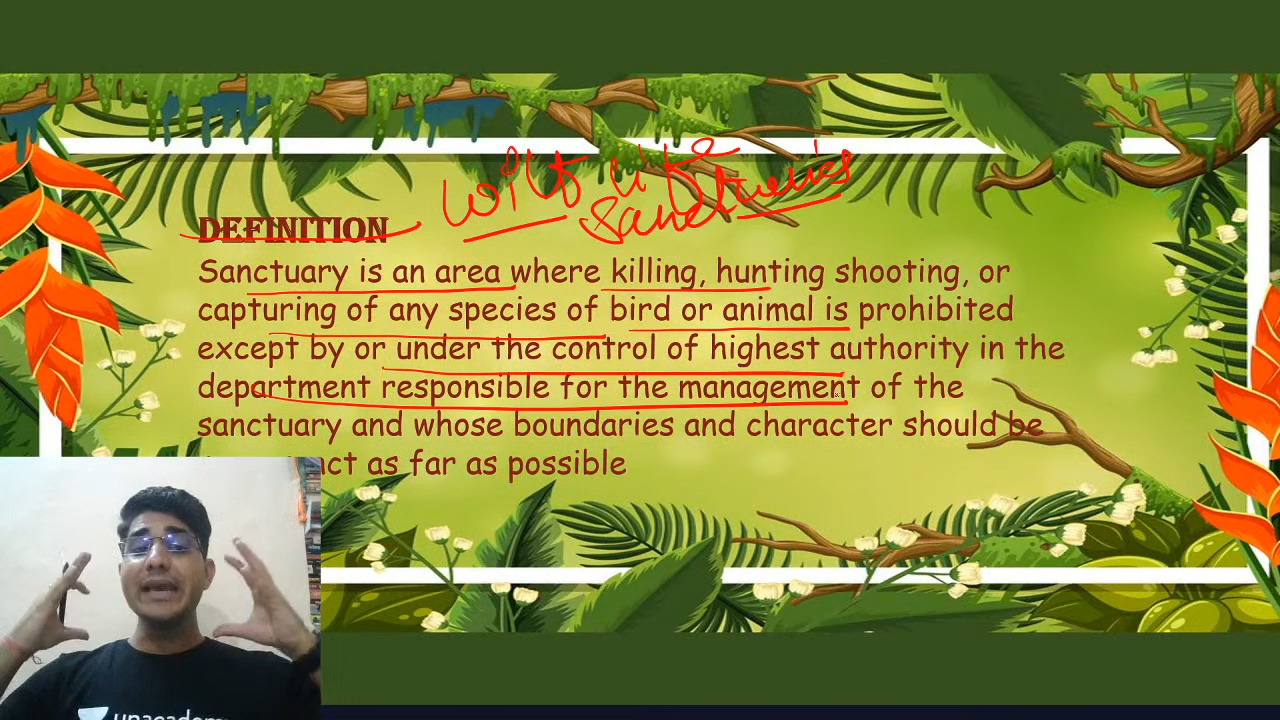 wild life
sanctuaries
DEFINITION
Sanctuary is an area where killing, hunting shooting, or
capturing of any species of bird or animal is prohibited
except by or under the control of highest authority in the
department responsible for the management of the
sanctuary and whose boundaries and character should be
as far as possible
unacademy